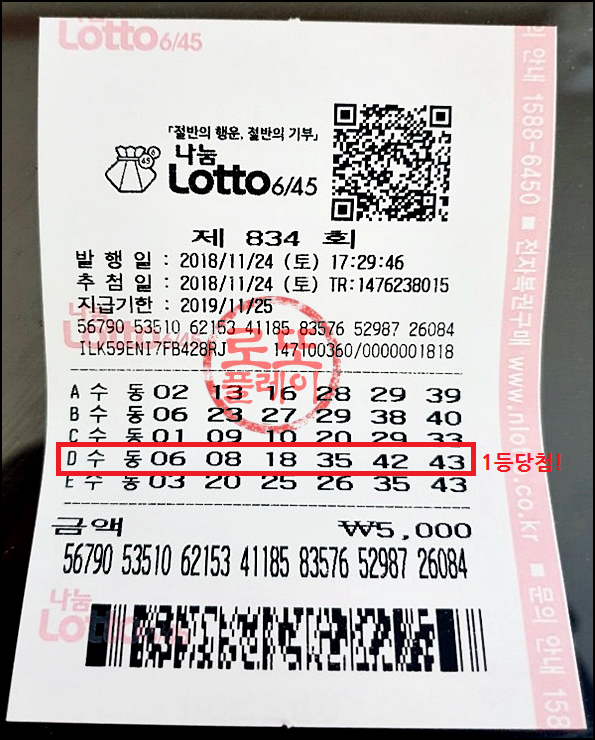 Lotto 6/45
「절반의 행운, 절반의 기부」
나눔
Lotto 6/45
제 834 회
발 행 일 : 2018/11/24 (토) 17:29:46
추 첨 일 : 2018/11/24 (토) TR:1476238015
지급기한 : 2019/11/25
56790 53510 62153 41185 83576 52987 26084
147100360/0000001818
로또
플레이
A 수 동 02 13 16 28 29 39
B 수 동 06 23 27 29 38 40
C 수 동 01 09 10 20 29 33
D 수 동 06 08 18 35 42 43 1등당첨!
E 수 동 03 20 25 26 35 43
금액 ₩5,000
56790 53510 62153 41185 83576 52987 26084
나눔
Lotto
의 안내 1588-6450 ■ 전자복권구매 www.nlo co.kr ■ 문의 안내 158